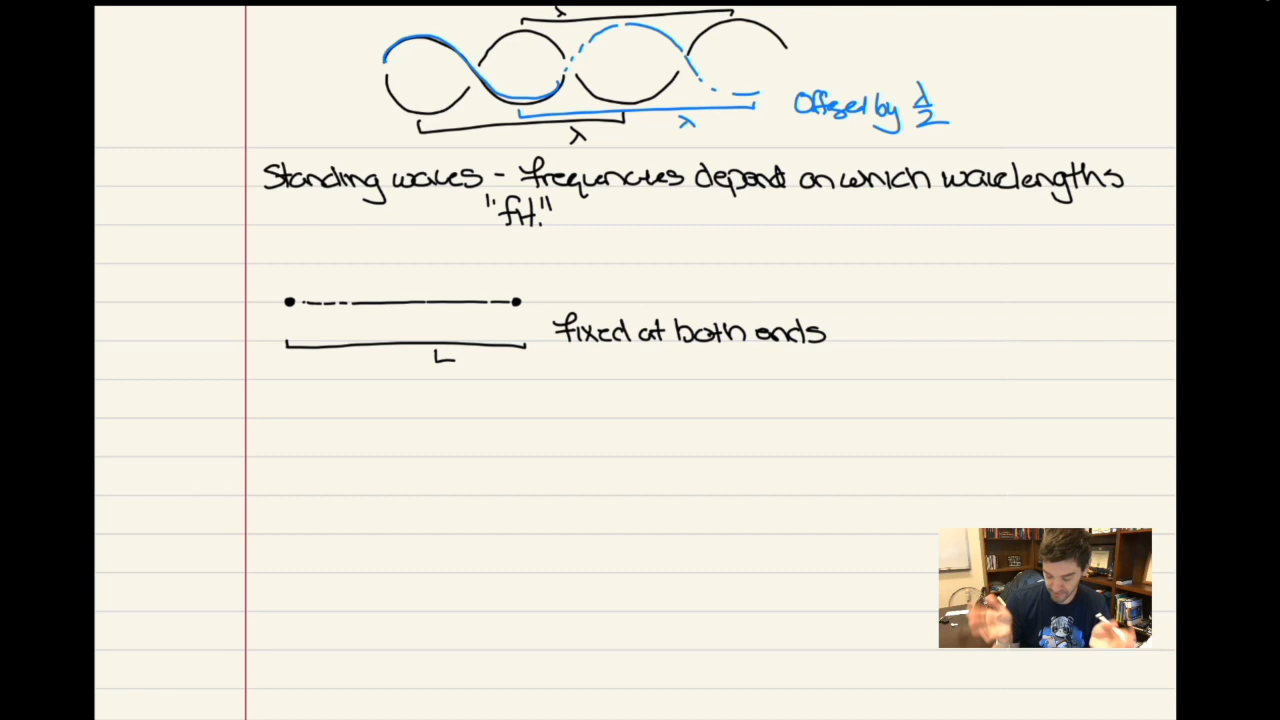 λ
λ
λ
Offset by λ/2
Standing waves - frequencies depend on which wavelengths
"fit."
fixed at both ends
L